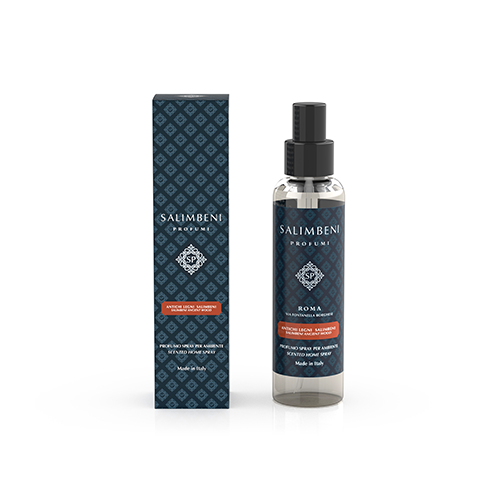 SALIMBENI
PROFUMI
SP
ANTICHI LEGNI SALIMBENI
SALIMBENI ANCIENT WOOD
PROFUMO SPRAY PER AMBIENTE
SCENTED HOME SPRAY
Made in Italy
SALIMBENI
PROFUMI
SP
ROMA
VIA FONTANELLA BORGHESE
ANTICHI LEGNI SALIMBENI
SALIMBENI ANCIENT WOOD
PROFUMO SPRAY PER AMBIENTE
SCENTED HOME SPRAY
Made in Italy